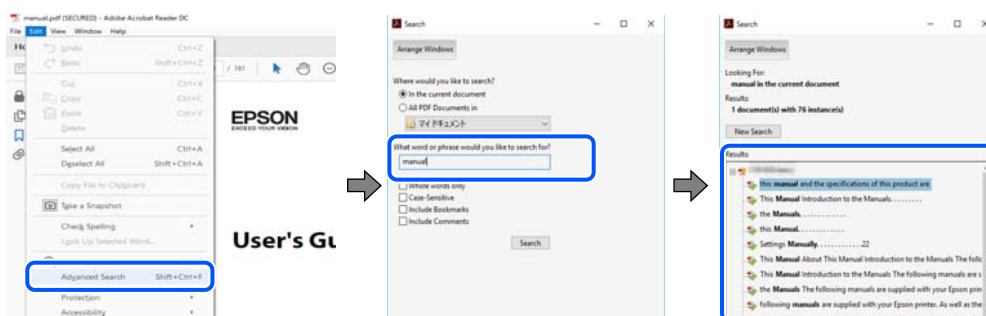 manual.pdf (SECURED) - Adobe Acrobat Reader DC
File Edit View Window Help
Undo Ctrl+Z
Shift+Ctrl+Z
Cut Ctrl+X
Copy Ctrl+C
Paste Ctrl+V
Delete
Select All Ctrl+A
Deselect All Shift+Ctrl+A
Copy File to Clipboard
Take a Snapshot
Check Spelling
Look Up Selected Word...
Advanced Search Shift+Ctrl+F
Protection
Accessibility
/ 181
EPSON
EXCEED YOUR VISION
User's Gu
Search
Arrange Windows
Where would you like to search?
In the current document
All PDF Documents in
マイドキュメント
What word or phrase would you like to search for?
manual
Whole words only
Case-Sensitive
Include Bookmarks
Include Comments
Search
Search
Arrange Windows
Looking For:
manual in the current document
Results:
1 document(s) with 76 instance(s)
New Search
Results:
this manual and the specifications of this product are
This Manual Introduction to the Manuals. . . . . . . . .
the Manuals. . . . . . . . . . . . .
this Manual. . . . . . . . . . . . .
Settings Manually. . . . . . . . . . . . .22
This Manual About This Manual Introduction to the Manuals The follo
This Manual Introduction to the Manuals The following manuals are s
the Manuals The following manuals are supplied with your Epson prin
following manuals are supplied with your Epson printer. As well as the